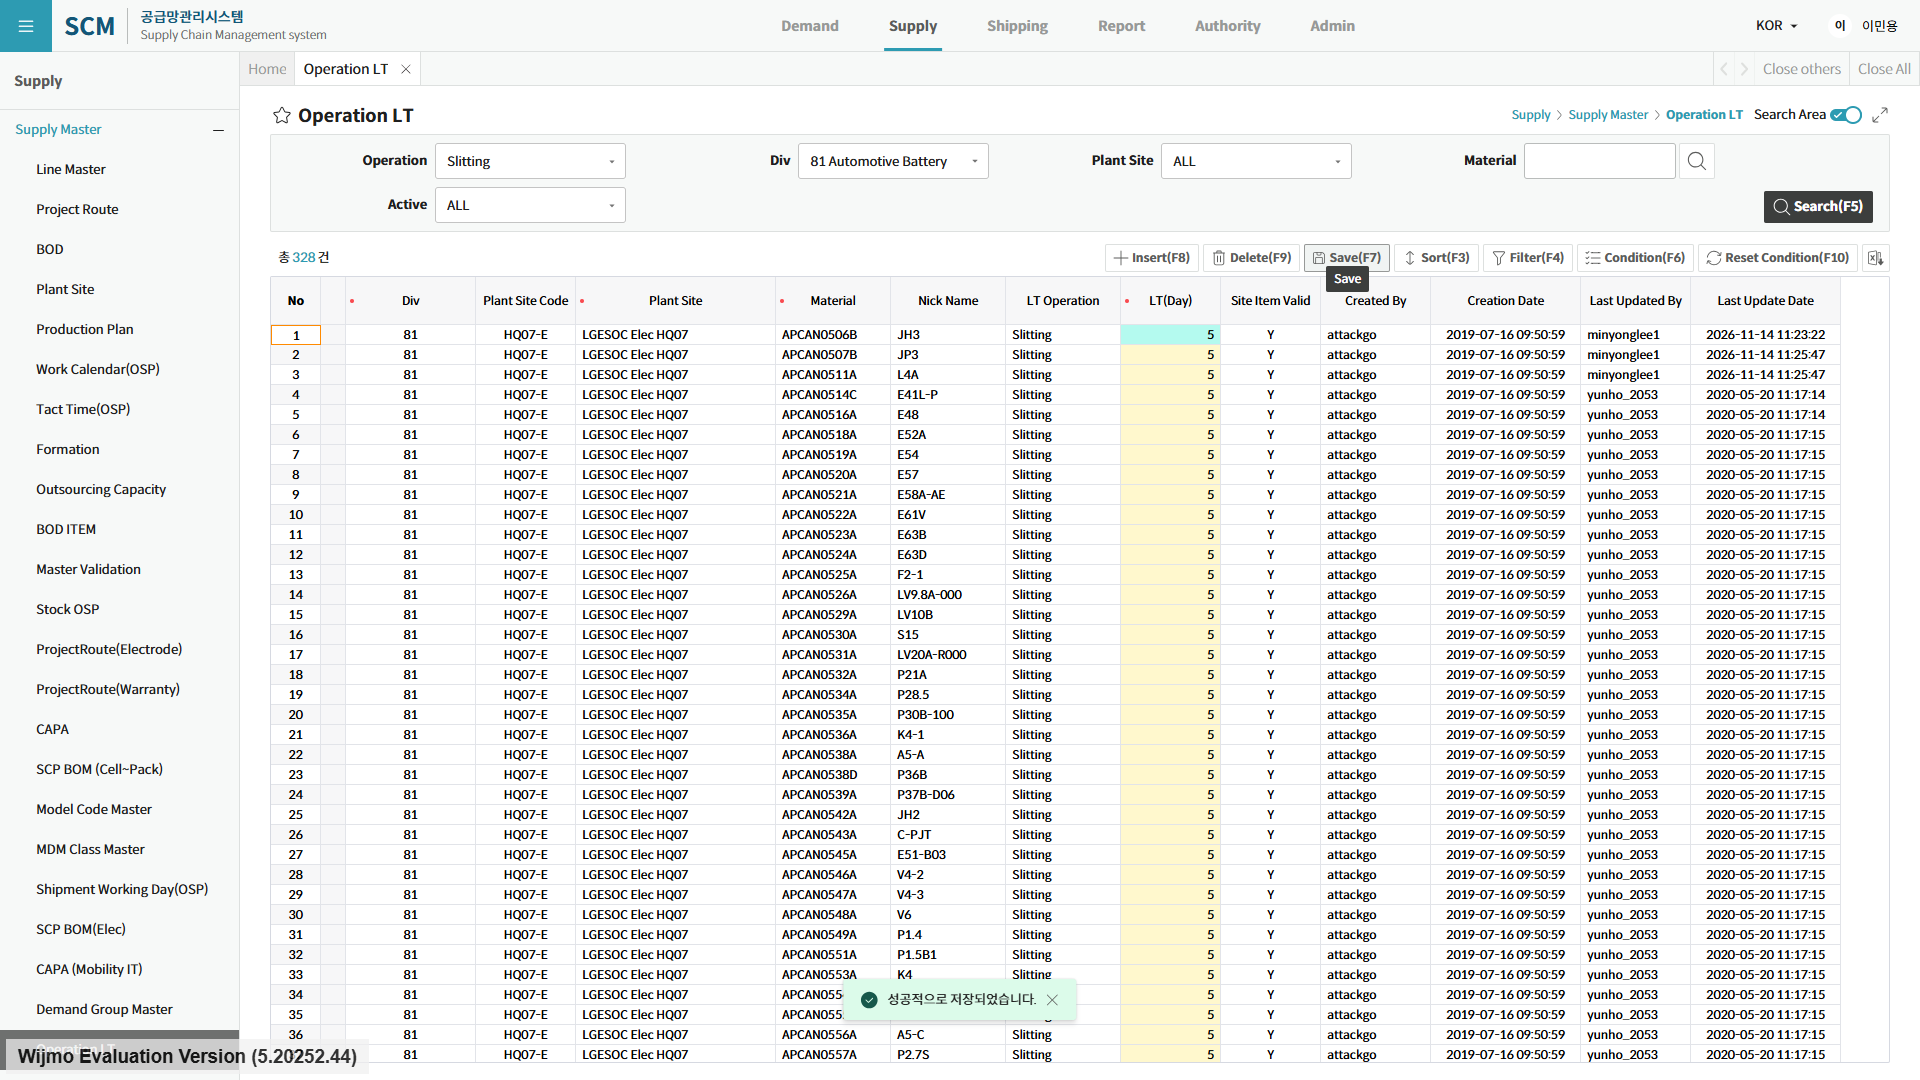 SCM 공급망관리시스템
Supply Chain Management system
Demand Supply Shipping Report Authority Admin
KOR 이 이민용
Supply
Home Operation LT
Close others Close All
Supply Master
Line Master
Project Route
BOD
Plant Site
Production Plan
Work Calendar(OSP)
Tact Time(OSP)
Formation
Outsourcing Capacity
BOD ITEM
Master Validation
Stock OSP
ProjectRoute(Electrode)
ProjectRoute(Warranty)
CAPA
SCP BOM (Cell~Pack)
Model Code Master
MDM Class Master
Shipment Working Day(OSP)
SCP BOM(Elec)
CAPA (Mobility IT)
Demand Group Master
Wijmo Evaluation Version (5.20252.44)
Operation LT
Supply > Supply Master > Operation LT Search Area
Operation Slitting Div 81 Automotive Battery Plant Site ALL Material
Active ALL
Search(F5)
총 328 건
Insert(F8) Delete(F9) Save(F7) Sort(F3) Filter(F4) Condition(F6) Reset Condition(F10)
Save
No Div Plant Site Code Plant Site Material Nick Name LT Operation LT(Day) Site Item Valid Created By Creation Date Last Updated By Last Update Date
1 81 HQ07-E LGESOC Elec HQ07 APCAN0506B JH3 Slitting 5 Y attackgo 2019-07-16 09:50:59 minyonglee1 2026-11-14 11:23:22
2 81 HQ07-E LGESOC Elec HQ07 APCAN0507B JP3 Slitting 5 Y attackgo 2019-07-16 09:50:59 minyonglee1 2026-11-14 11:25:47
3 81 HQ07-E LGESOC Elec HQ07 APCAN0511A L4A Slitting 5 Y attackgo 2019-07-16 09:50:59 minyonglee1 2026-11-14 11:25:47
4 81 HQ07-E LGESOC Elec HQ07 APCAN0514C E41L-P Slitting 5 Y attackgo 2019-07-16 09:50:59 yunho_2053 2020-05-20 11:17:14
5 81 HQ07-E LGESOC Elec HQ07 APCAN0516A E48 Slitting 5 Y attackgo 2019-07-16 09:50:59 yunho_2053 2020-05-20 11:17:14
6 81 HQ07-E LGESOC Elec HQ07 APCAN0518A E52A Slitting 5 Y attackgo 2019-07-16 09:50:59 yunho_2053 2020-05-20 11:17:15
7 81 HQ07-E LGESOC Elec HQ07 APCAN0519A E54 Slitting 5 Y attackgo 2019-07-16 09:50:59 yunho_2053 2020-05-20 11:17:15
8 81 HQ07-E LGESOC Elec HQ07 APCAN0520A E57 Slitting 5 Y attackgo 2019-07-16 09:50:59 yunho_2053 2020-05-20 11:17:15
9 81 HQ07-E LGESOC Elec HQ07 APCAN0521A E58A-AE Slitting 5 Y attackgo 2019-07-16 09:50:59 yunho_2053 2020-05-20 11:17:15
10 81 HQ07-E LGESOC Elec HQ07 APCAN0522A E61V Slitting 5 Y attackgo 2019-07-16 09:50:59 yunho_2053 2020-05-20 11:17:15
11 81 HQ07-E LGESOC Elec HQ07 APCAN0523A E63B Slitting 5 Y attackgo 2019-07-16 09:50:59 yunho_2053 2020-05-20 11:17:15
12 81 HQ07-E LGESOC Elec HQ07 APCAN0524A E63D Slitting 5 Y attackgo 2019-07-16 09:50:59 yunho_2053 2020-05-20 11:17:15
13 81 HQ07-E LGESOC Elec HQ07 APCAN0525A F2-1 Slitting 5 Y attackgo 2019-07-16 09:50:59 yunho_2053 2020-05-20 11:17:15
14 81 HQ07-E LGESOC Elec HQ07 APCAN0526A LV9.8A-000 Slitting 5 Y attackgo 2019-07-16 09:50:59 yunho_2053 2020-05-20 11:17:15
15 81 HQ07-E LGESOC Elec HQ07 APCAN0529A LV10B Slitting 5 Y attackgo 2019-07-16 09:50:59 yunho_2053 2020-05-20 11:17:15
16 81 HQ07-E LGESOC Elec HQ07 APCAN0530A S15 Slitting 5 Y attackgo 2019-07-16 09:50:59 yunho_2053 2020-05-20 11:17:15
17 81 HQ07-E LGESOC Elec HQ07 APCAN0531A LV20A-R000 Slitting 5 Y attackgo 2019-07-16 09:50:59 yunho_2053 2020-05-20 11:17:15
18 81 HQ07-E LGESOC Elec HQ07 APCAN0532A P21A Slitting 5 Y attackgo 2019-07-16 09:50:59 yunho_2053 2020-05-20 11:17:15
19 81 HQ07-E LGESOC Elec HQ07 APCAN0534A P28.5 Slitting 5 Y attackgo 2019-07-16 09:50:59 yunho_2053 2020-05-20 11:17:15
20 81 HQ07-E LGESOC Elec HQ07 APCAN0535A P30B-100 Slitting 5 Y attackgo 2019-07-16 09:50:59 yunho_2053 2020-05-20 11:17:15
21 81 HQ07-E LGESOC Elec HQ07 APCAN0536A K4-1 Slitting 5 Y attackgo 2019-07-16 09:50:59 yunho_2053 2020-05-20 11:17:15
22 81 HQ07-E LGESOC Elec HQ07 APCAN0538A A5-A Slitting 5 Y attackgo 2019-07-16 09:50:59 yunho_2053 2020-05-20 11:17:15
23 81 HQ07-E LGESOC Elec HQ07 APCAN0538D P36B Slitting 5 Y attackgo 2019-07-16 09:50:59 yunho_2053 2020-05-20 11:17:15
24 81 HQ07-E LGESOC Elec HQ07 APCAN0539A P37B-D06 Slitting 5 Y attackgo 2019-07-16 09:50:59 yunho_2053 2020-05-20 11:17:15
25 81 HQ07-E LGESOC Elec HQ07 APCAN0542A JH2 Slitting 5 Y attackgo 2019-07-16 09:50:59 yunho_2053 2020-05-20 11:17:15
26 81 HQ07-E LGESOC Elec HQ07 APCAN0543A C-PJT Slitting 5 Y attackgo 2019-07-16 09:50:59 yunho_2053 2020-05-20 11:17:15
27 81 HQ07-E LGESOC Elec HQ07 APCAN0545A E51-B03 Slitting 5 Y attackgo 2019-07-16 09:50:59 yunho_2053 2020-05-20 11:17:15
28 81 HQ07-E LGESOC Elec HQ07 APCAN0546A V4-2 Slitting 5 Y attackgo 2019-07-16 09:50:59 yunho_2053 2020-05-20 11:17:15
29 81 HQ07-E LGESOC Elec HQ07 APCAN0547A V4-3 Slitting 5 Y attackgo 2019-07-16 09:50:59 yunho_2053 2020-05-20 11:17:15
30 81 HQ07-E LGESOC Elec HQ07 APCAN0548A V6 Slitting 5 Y attackgo 2019-07-16 09:50:59 yunho_2053 2020-05-20 11:17:15
31 81 HQ07-E LGESOC Elec HQ07 APCAN0549A P1.4 Slitting 5 Y attackgo 2019-07-16 09:50:59 yunho_2053 2020-05-20 11:17:15
32 81 HQ07-E LGESOC Elec HQ07 APCAN0551A P1.5B1 Slitting 5 Y attackgo 2019-07-16 09:50:59 yunho_2053 2020-05-20 11:17:15
33 81 HQ07-E LGESOC Elec HQ07 APCAN0553A K4 Slitting 5 Y attackgo 2019-07-16 09:50:59 yunho_2053 2020-05-20 11:17:15
34 81 HQ07-E LGESOC Elec HQ07 5 Y attackgo 2019-07-16 09:50:59 yunho_2053 2020-05-20 11:17:15
성공적으로 저장되었습니다.
35 81 HQ07-E LGESOC Elec HQ07 5 Y attackgo 2019-07-16 09:50:59 yunho_2053 2020-05-20 11:17:15
36 81 HQ07-E LGESOC Elec HQ07 APCAN0556A A5-C Slitting 5 Y attackgo 2019-07-16 09:50:59 yunho_2053 2020-05-20 11:17:15
81 HQ07-E LGESOC Elec HQ07 APCAN0557A P2.7S Slitting 5 Y attackgo 2019-07-16 09:50:59 yunho_2053 2020-05-20 11:17:15